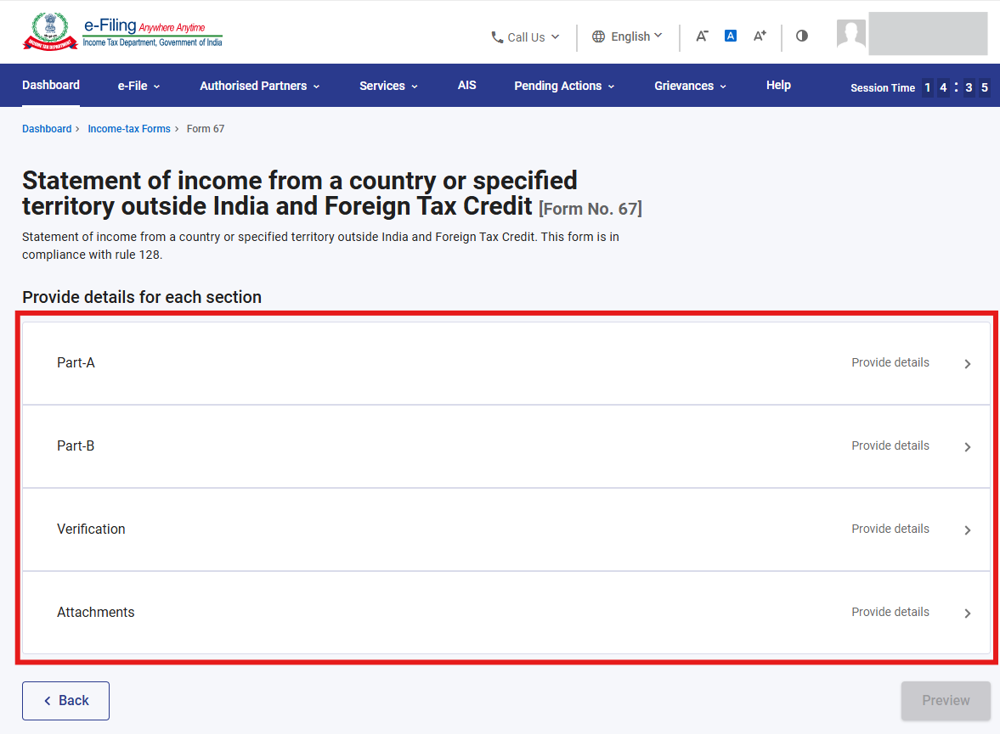 e-Filing Anywhere Anytime
INCOME TAX DEPARTMENT
Income Tax Department, Government of India
Call Us
English
A-
A
A+
Dashboard e-File Authorised Partners Services AIS Pending Actions Grievances Help Session Time 1 4 : 3 5
Dashboard > Income-tax Forms > Form 67
Statement of income from a country or specified
territory outside India and Foreign Tax Credit [Form No. 67]
Statement of income from a country or specified territory outside India and Foreign Tax Credit. This form is in
compliance with rule 128.
Provide details for each section
Part-A Provide details >
Part-B Provide details >
Verification Provide details >
Attachments Provide details >
< Back
Preview